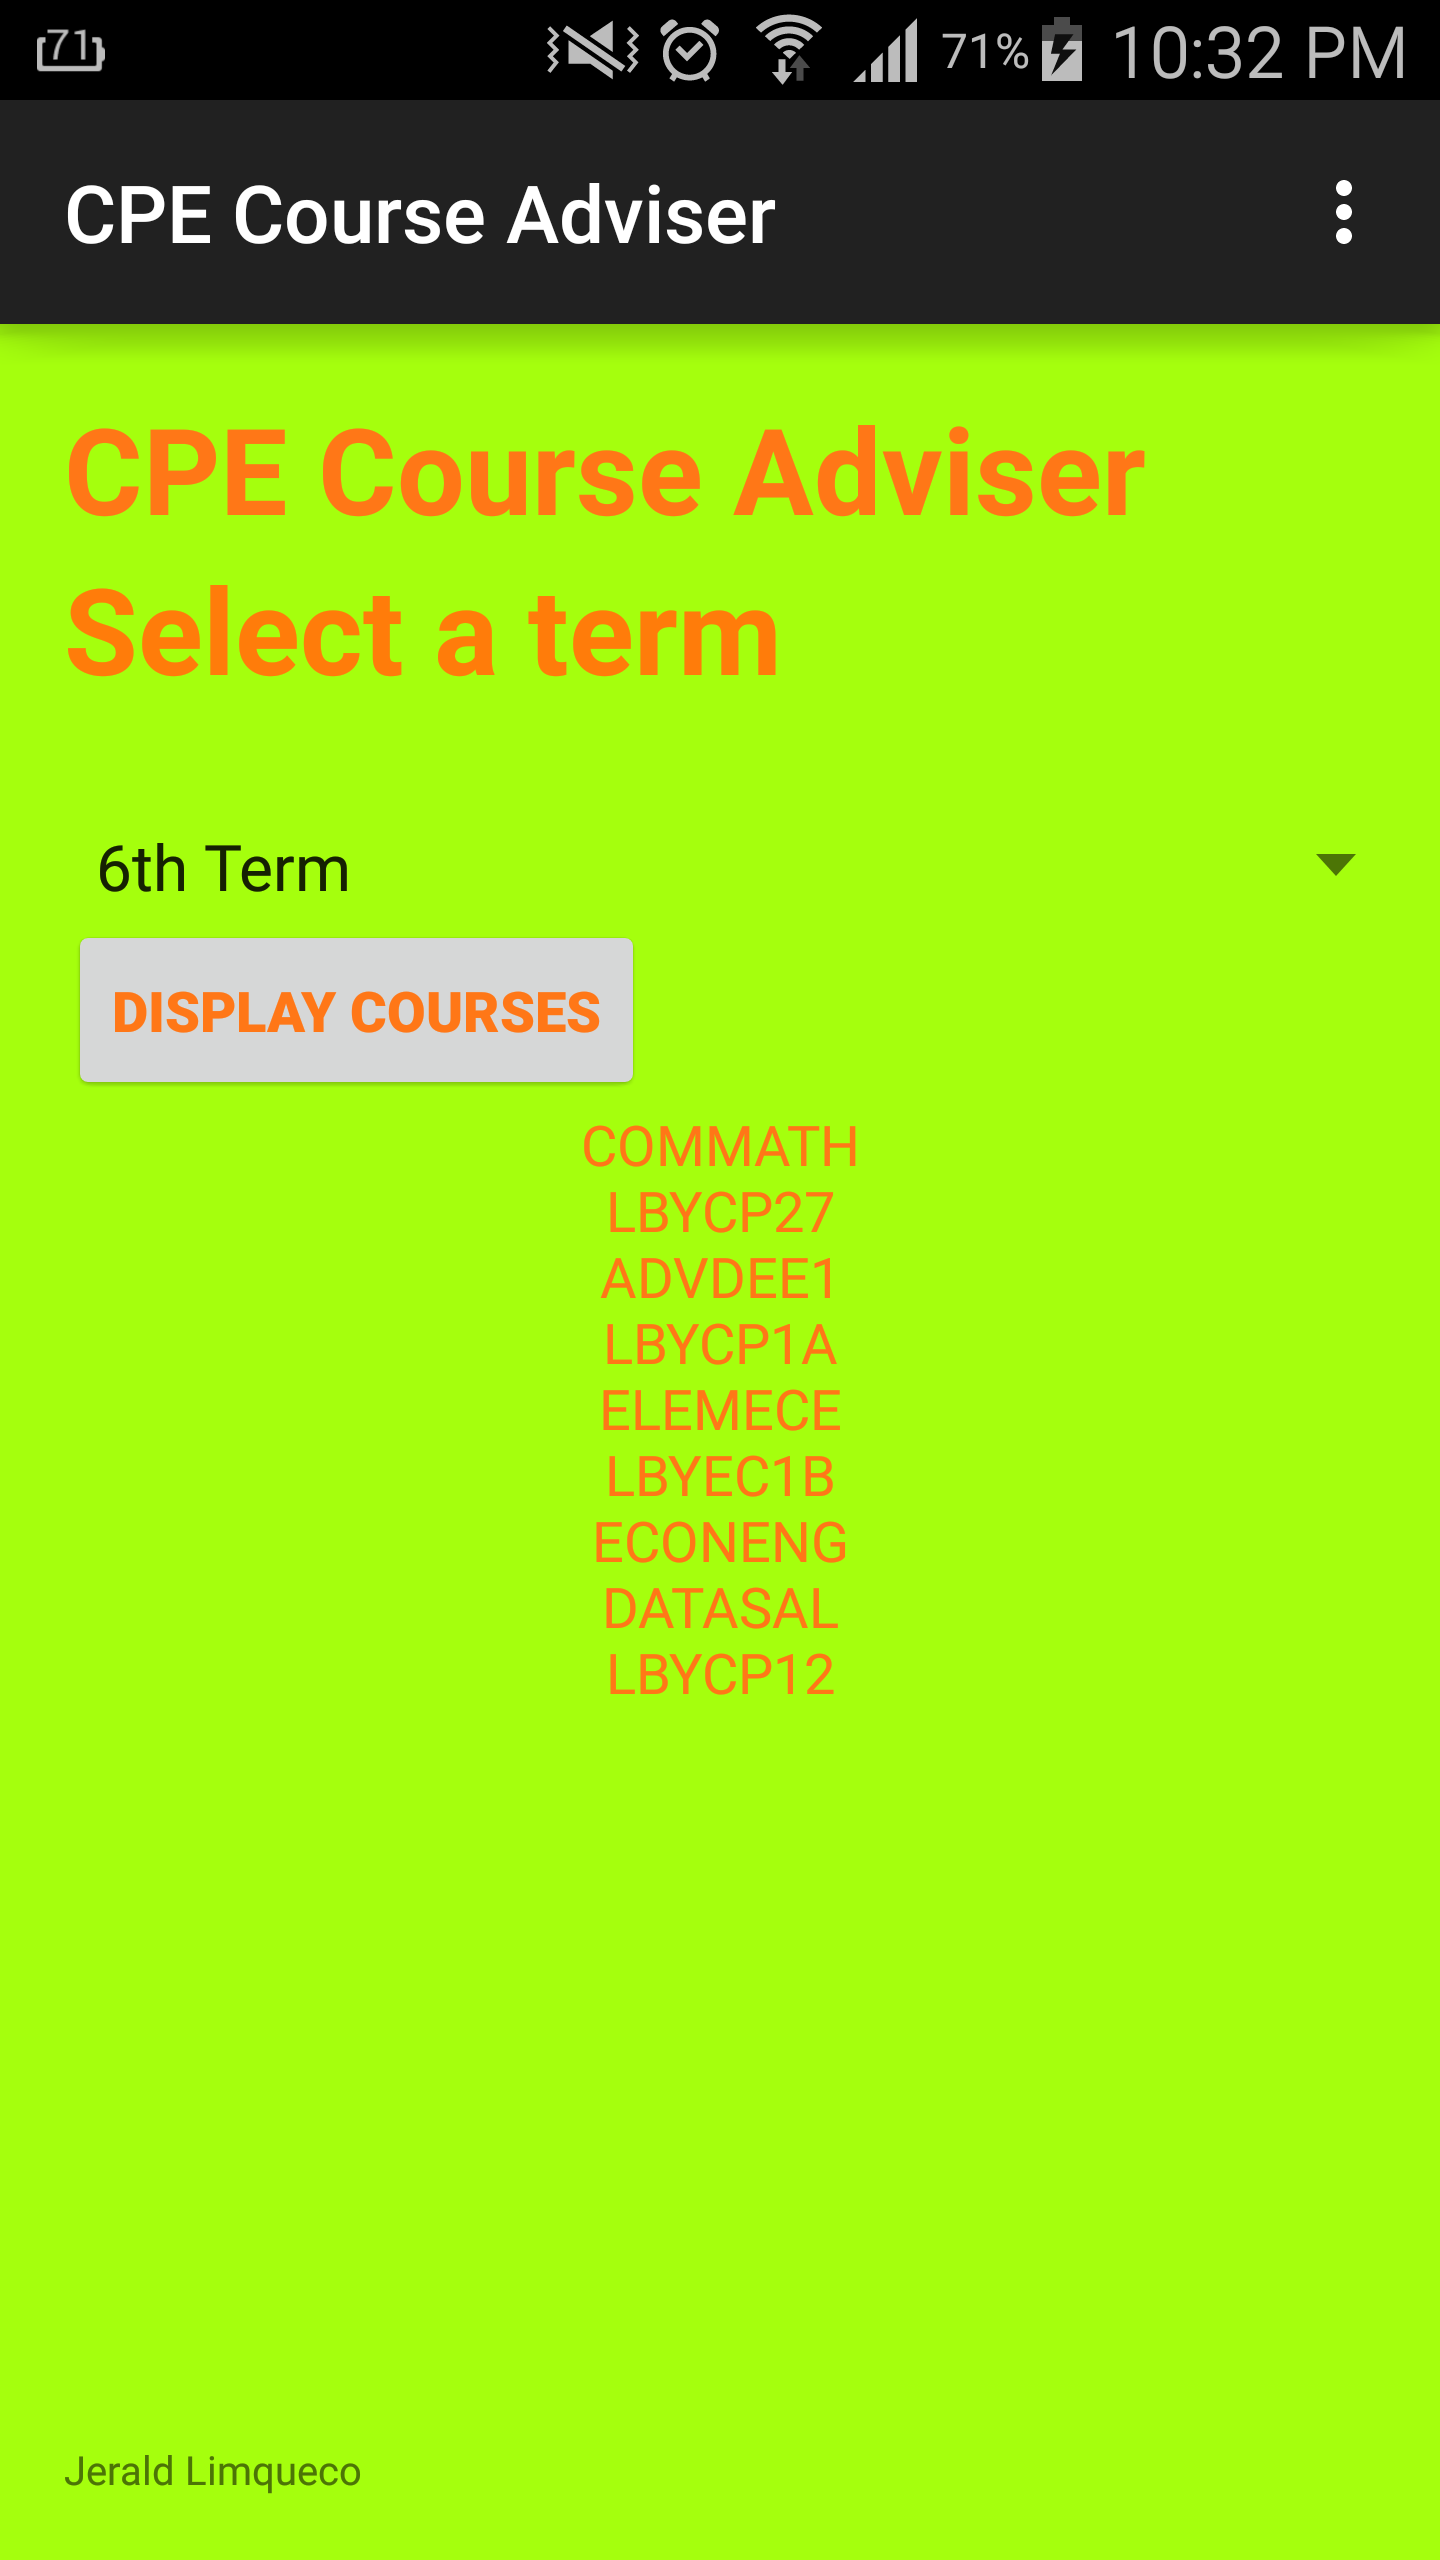 71 71% 10:32 PM
CPE Course Adviser
CPE Course Adviser
Select a term
6th Term
DISPLAY COURSES
COMMATH
LBYCP27
ADVDEE1
LBYCP1A
ELEMECE
LBYEC1B
ECONENG
DATASAL
LBYCP12
Jerald Limqueco